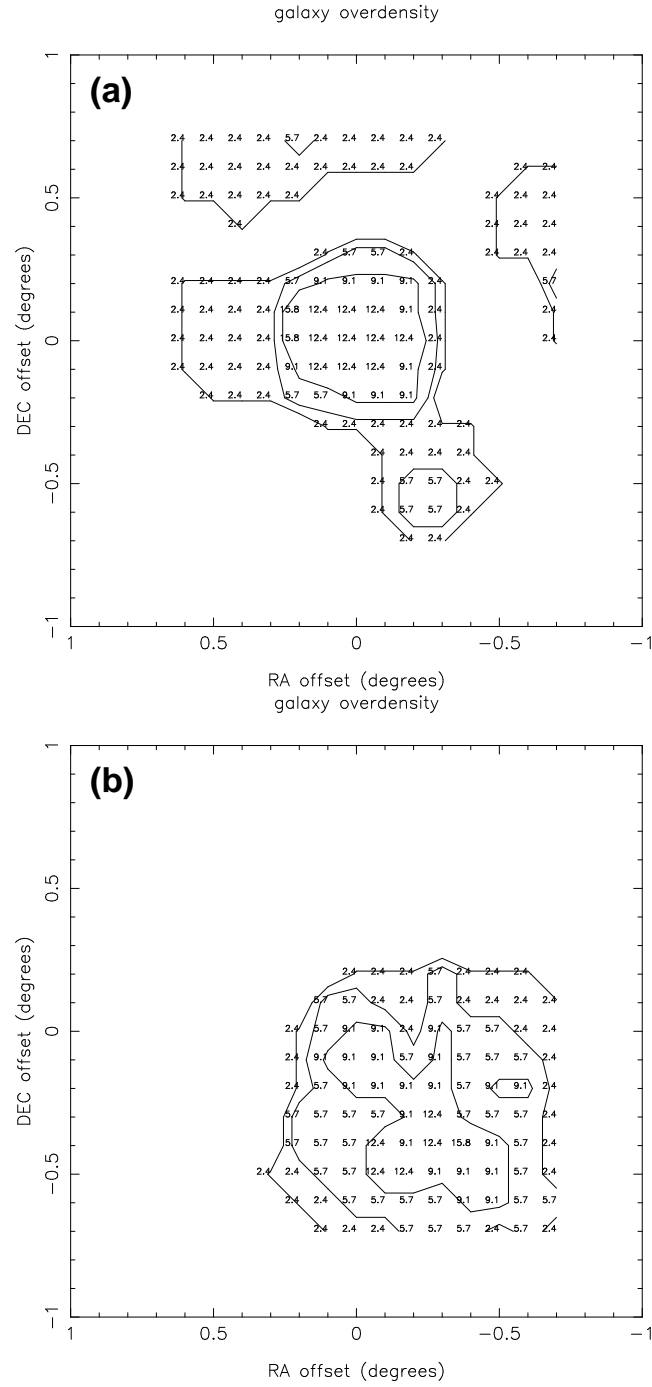 galaxy overdensity
1
(a)
2.4 2.4 2.4 2.4 5.7 2.4 2.4 2.4 2.4 2.4
2.4 2.4 2.4 2.4 2.4 2.4 2.4 2.4 2.4 2.4 2.4
0.5 2.4 2.4 2.4 2.4 2.4 2.4 2.4 2.4
2.4 2.4 2.4 2.4
2.4 5.7 5.7 2.4 2.4 2.4 2.4
2.4 2.4 2.4 2.4 5.7 9.1 9.1 9.1 9.1 2.4 5.7
2.4 2.4 2.4 2.4 15.8 12.4 12.4 12.4 9.1 2.4 2.4
0 2.4 2.4 2.4 2.4 15.8 12.4 12.4 12.4 12.4 2.4 2.4
2.4 2.4 2.4 2.4 9.1 12.4 12.4 12.4 9.1 2.4
2.4 2.4 2.4 5.7 5.7 9.1 9.1 9.1
2.4 2.4 2.4 2.4 2.4 2.4
2.4 2.4 2.4 2.4
−0.5 2.4 5.7 5.7 2.4 2.4
2.4 5.7 5.7 2.4
2.4 2.4
−1
DEC offset (degrees)
1 0.5 0 −0.5 −1
RA offset (degrees)
galaxy overdensity
1
(b)
0.5
2.4 2.4 2.4 5.7 2.4 2.4 2.4
5.7 5.7 2.4 2.4 5.7 2.4 2.4 2.4 2.4
0 2.4 5.7 9.1 9.1 2.4 9.1 5.7 5.7 2.4 2.4
2.4 9.1 9.1 9.1 5.7 9.1 5.7 5.7 5.7 2.4
2.4 5.7 9.1 9.1 9.1 9.1 5.7 9.1 9.1 2.4
5.7 5.7 5.7 5.7 9.1 12.4 5.7 5.7 5.7 2.4
5.7 5.7 5.7 12.4 9.1 12.4 15.8 9.1 5.7 2.4
−0.5 2.4 2.4 5.7 5.7 12.4 12.4 9.1 9.1 9.1 5.7 2.4
2.4 2.4 5.7 5.7 5.7 5.7 9.1 9.1 5.7 5.7
2.4 2.4 2.4 5.7 5.7 5.7 2.4 5.7 2.4
−1
DEC offset (degrees)
1 0.5 0 −0.5 −1
RA offset (degrees)